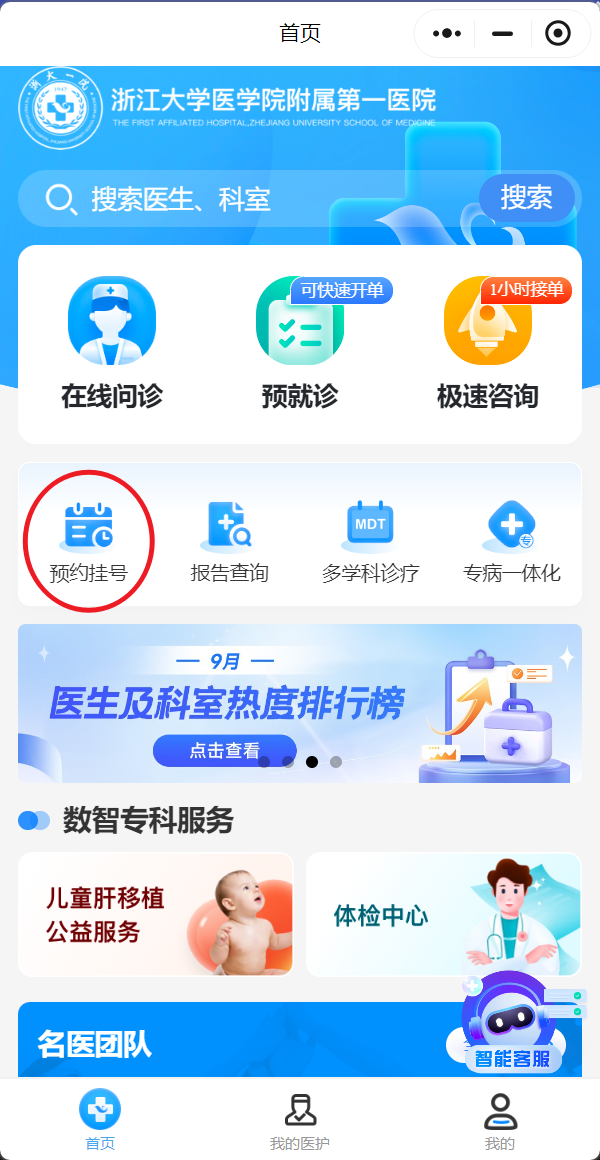 首页
浙江大学医学院附属第一医院
THE FIRST AFFILIATED HOSPITAL, ZHEJIANG UNIVERSITY SCHOOL OF MEDICINE
浙大一院
1947
搜索医生、科室
搜索
可快速开单
1小时接单
在线问诊
预就诊
极速咨询
MDT
专
预约挂号
报告查询
多学科诊疗
专病一体化
9月
医生及科室热度排行榜
点击查看
数智专科服务
儿童肝移植
公益服务
体检中心
名医团队
智能客服
首页
我的医护
我的